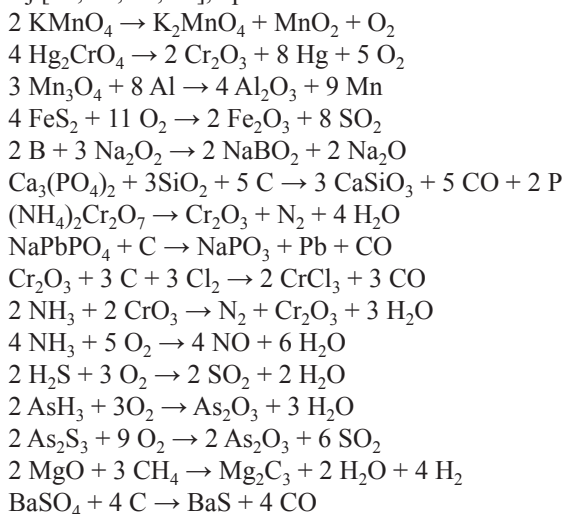 2 KMnO₄ → K₂MnO₄ + MnO₂ + O₂
4 Hg₂CrO₄ → 2 Cr₂O₃ + 8 Hg + 5 O₂
3 Mn₃O₄ + 8 Al → 4 Al₂O₃ + 9 Mn
4 FeS₂ + 11 O₂ → 2 Fe₂O₃ + 8 SO₂
2 B + 3 Na₂O₂ → 2 NaBO₂ + 2 Na₂O
Ca₃(PO₄)₂ + 3SiO₂ + 5 C → 3 CaSiO₃ + 5 CO + 2 P
(NH₄)₂Cr₂O₇ → Cr₂O₃ + N₂ + 4 H₂O
NaPbPO₄ + C → NaPO₃ + Pb + CO
Cr₂O₃ + 3 C + 3 Cl₂ → 2 CrCl₃ + 3 CO
2 NH₃ + 2 CrO₃ → N₂ + Cr₂O₃ + 3 H₂O
4 NH₃ + 5 O₂ → 4 NO + 6 H₂O
2 H₂S + 3 O₂ → 2 SO₂ + 2 H₂O
2 AsH₃ + 3O₂ → As₂O₃ + 3 H₂O
2 As₂S₃ + 9 O₂ → 2 As₂O₃ + 6 SO₂
2 MgO + 3 CH₄ → Mg₂C₃ + 2 H₂O + 4 H₂
BaSO₄ + 4 C → BaS + 4 CO